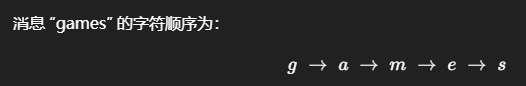 消息 “games” 的字符顺序为：
g → a → m → e → s